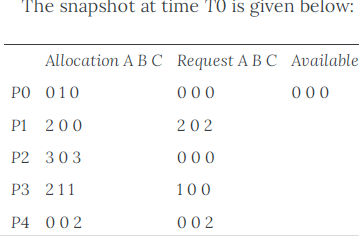 The snapshot at time T0 is given below:
Allocation A B C Request A B C Available
P0 0 1 0 0 0 0 0 0 0
P1 2 0 0 2 0 2
P2 3 0 3 0 0 0
P3 2 1 1 1 0 0
P4 0 0 2 0 0 2